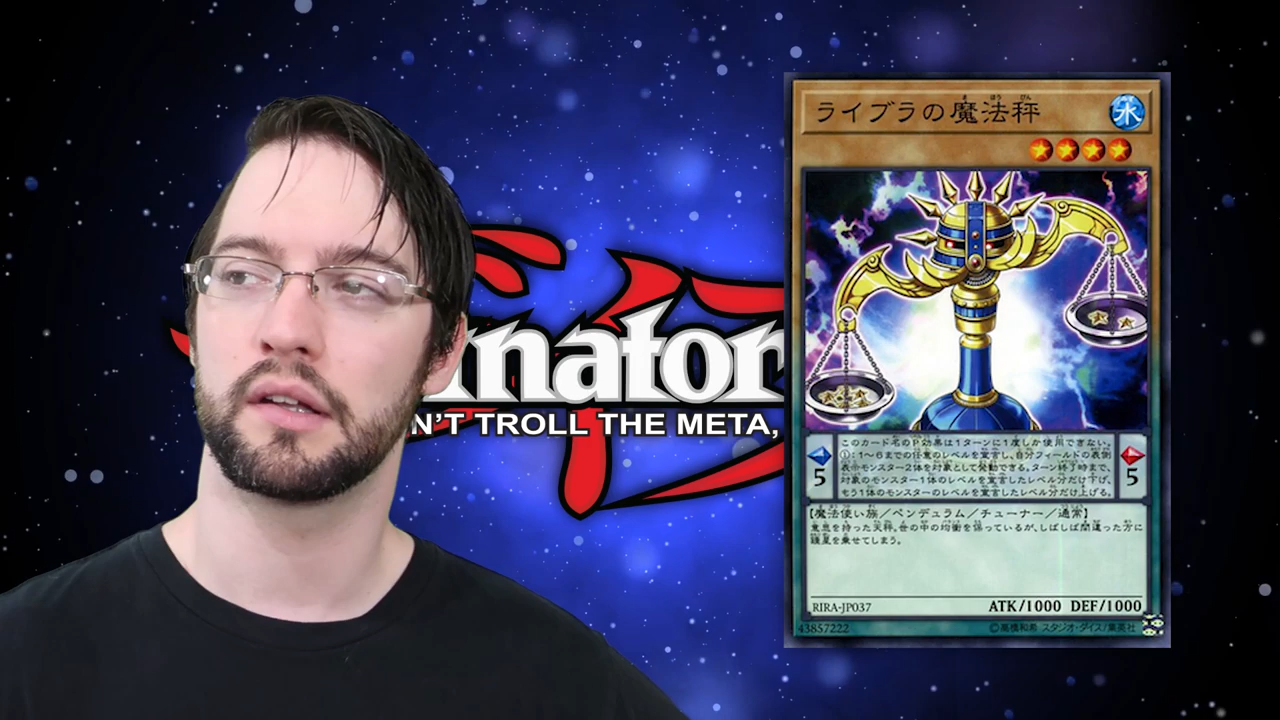 inator
N'T TROLL THE META,
ライブラの魔法秤
水
このカード名のP効果は1ターンに1度しか使用できない。
①:1〜6までの任意のレベルを宣言し、自分フィールドの表側
表示モンスター2体を対象として発動できる。ターン終了時まで、
対象のモンスター1体のレベルを宣言したレベル分だけ下げ、
もう1体のモンスターのレベルを宣言したレベル分だけ上げる。
5
5
【魔法使い族/ペンデュラム/チューナー/通常】
意思を持った天秤。世の中の均衡を保っているが、しばしば間違った方に
錘星を乗せてしまう。
RIRA-JP037
ATK/1000 DEF/1000
43857222
©高橋和希 スタジオ・ダイス/集英社